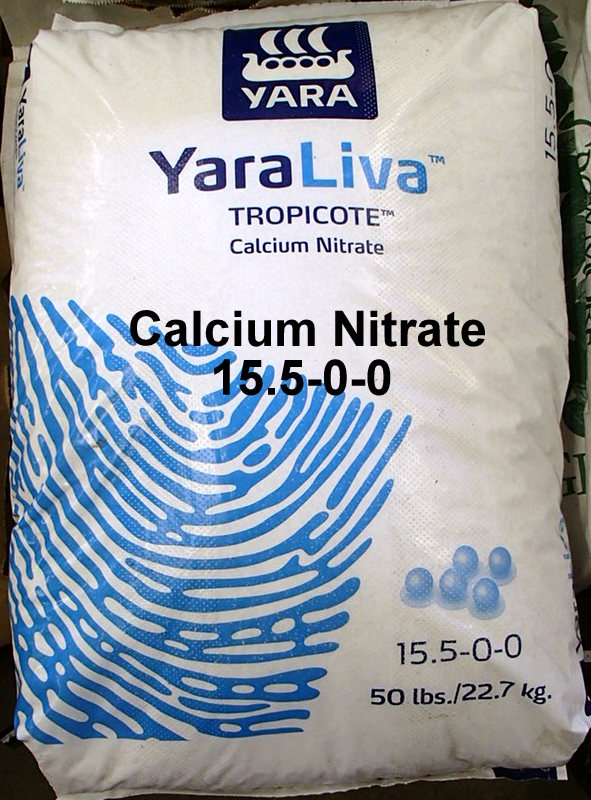 YARA
YaraLiva™
TROPICOTE™
Calcium Nitrate
Calcium Nitrate
15.5-0-0
15.5-0-0
50 lbs./22.7 kg.
YaraLiva
15.5-0